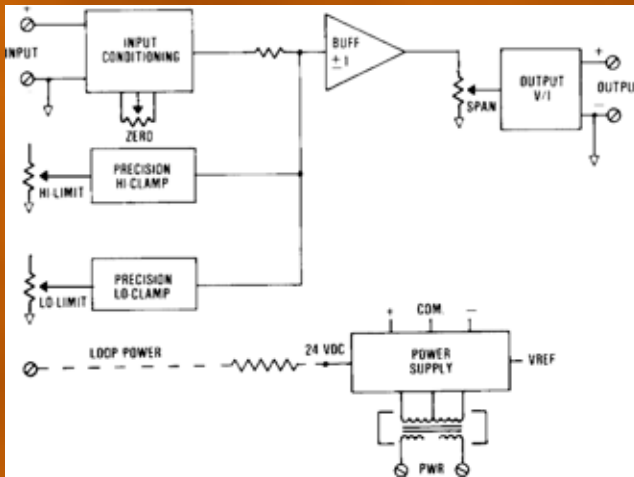 +
INPUT
−
INPUT
CONDITIONING
ZERO
BUFF
± 1
SPAN
OUTPUT
V/I
+
OUTPUT
−
HI-LIMIT
PRECISION
HI-CLAMP
LO-LIMIT
PRECISION
LO-CLAMP
LOOP POWER
24 VDC
+
COM.
−
POWER
SUPPLY
VREF
PWR